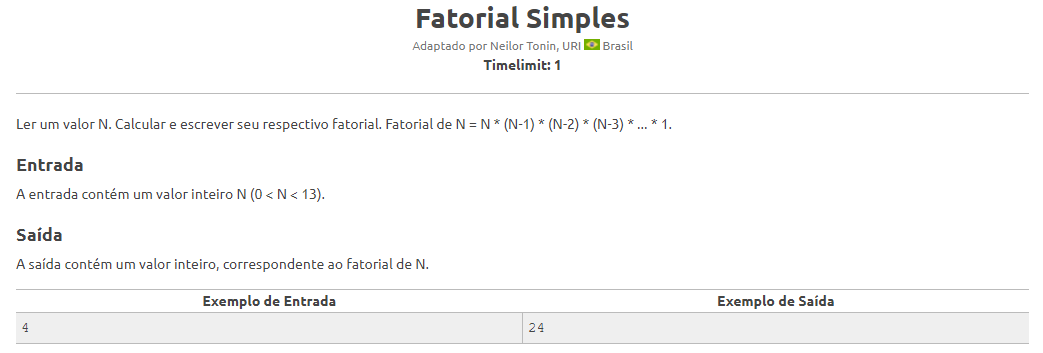 Fatorial Simples
Adaptado por Neilor Tonin, URI Brasil
Timelimit: 1
Ler um valor N. Calcular e escrever seu respectivo fatorial. Fatorial de N = N * (N-1) * (N-2) * (N-3) * ... * 1.
Entrada
A entrada contém um valor inteiro N (0 < N < 13).
Saída
A saída contém um valor inteiro, correspondente ao fatorial de N.
Exemplo de Entrada Exemplo de Saída
4 24